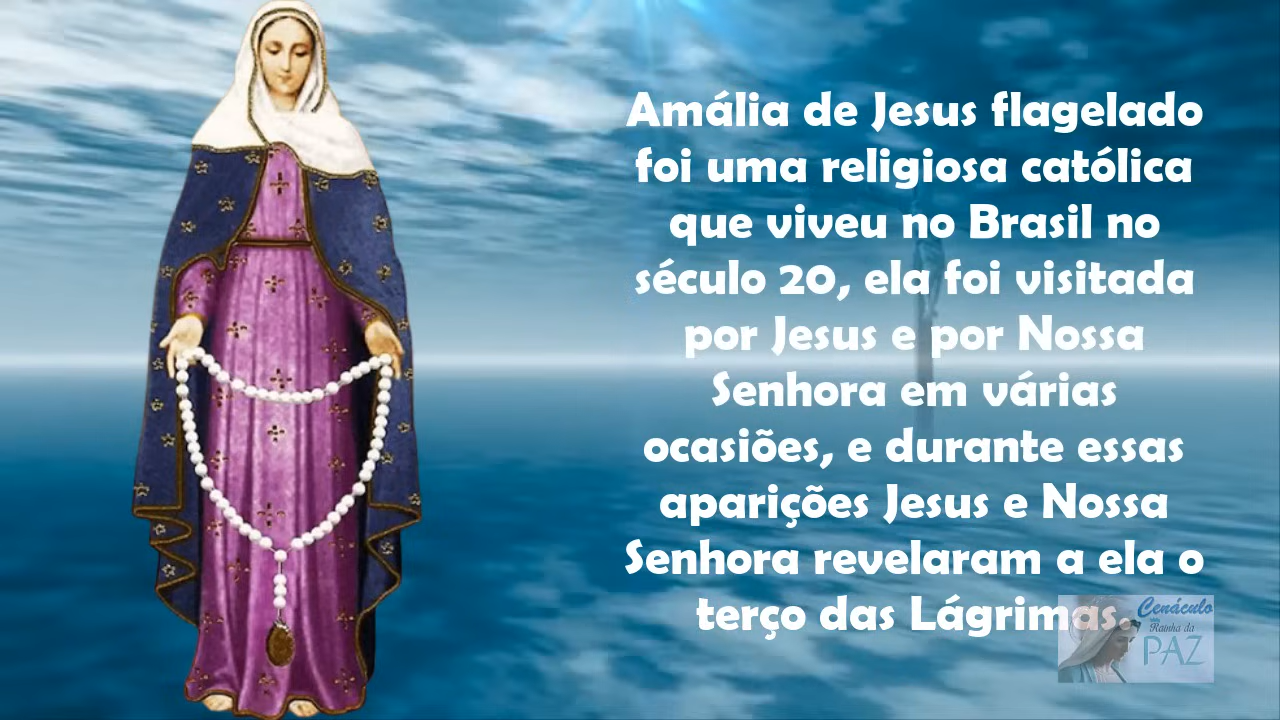 Amália de Jesus flagelado
foi uma religiosa católica
que viveu no Brasil no
século 20, ela foi visitada
por Jesus e por Nossa
Senhora em várias
ocasiões, e durante essas
aparições Jesus e Nossa
Senhora revelaram a ela o
terço das Lágrimas.
Cenáculo
Rainha da
PAZ